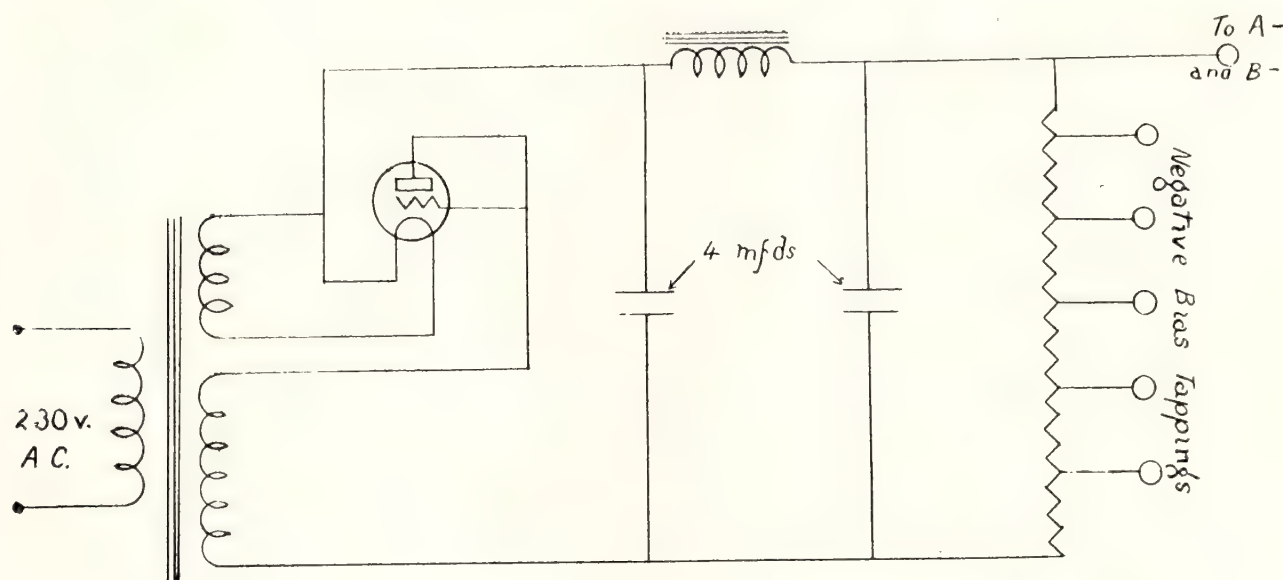 To A-
and B-
4 mfds
230 v.
A C.
Negative Bias Tappings